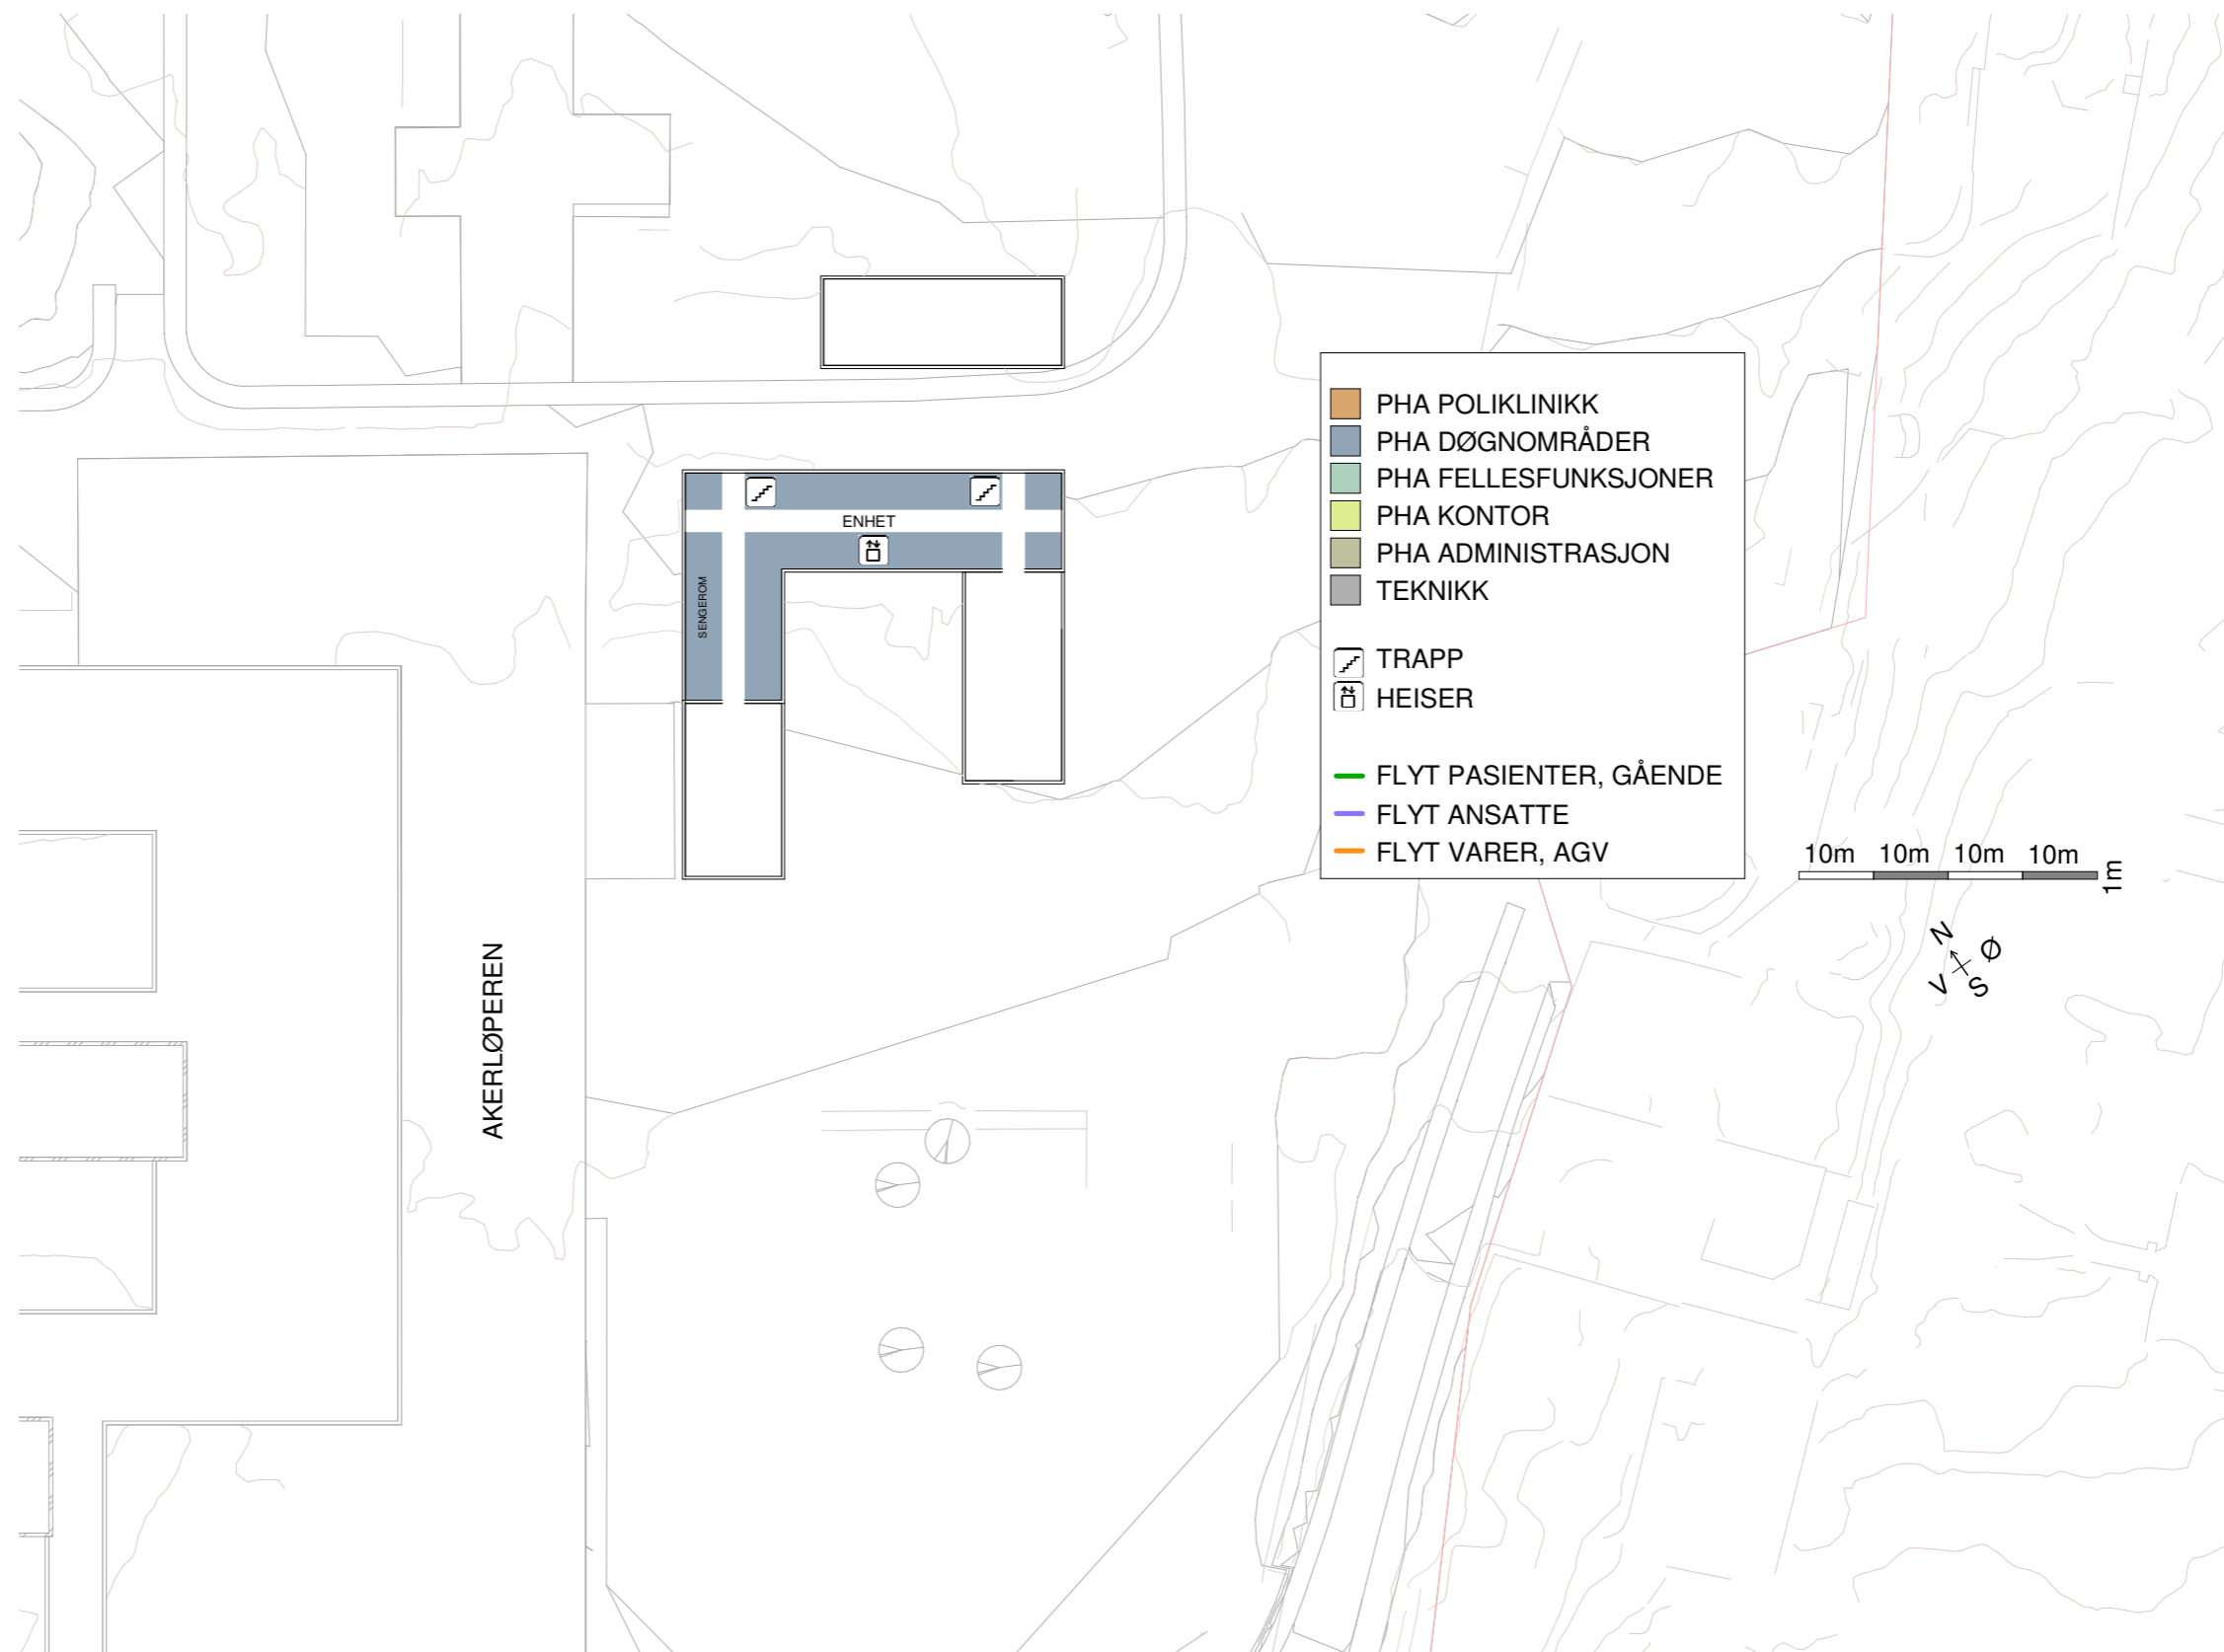 ENHET
SENGEROM
AKERLØPEREN
PHA POLIKLINIKK
PHA DØGNOMRÅDER
PHA FELLESFUNKSJONER
PHA KONTOR
PHA ADMINISTRASJON
TEKNIKK
TRAPP
HEISER
FLYT PASIENTER, GÅENDE
FLYT ANSATTE
FLYT VARER, AGV
10m 10m 10m 10m
1m
N
Ø
V
S